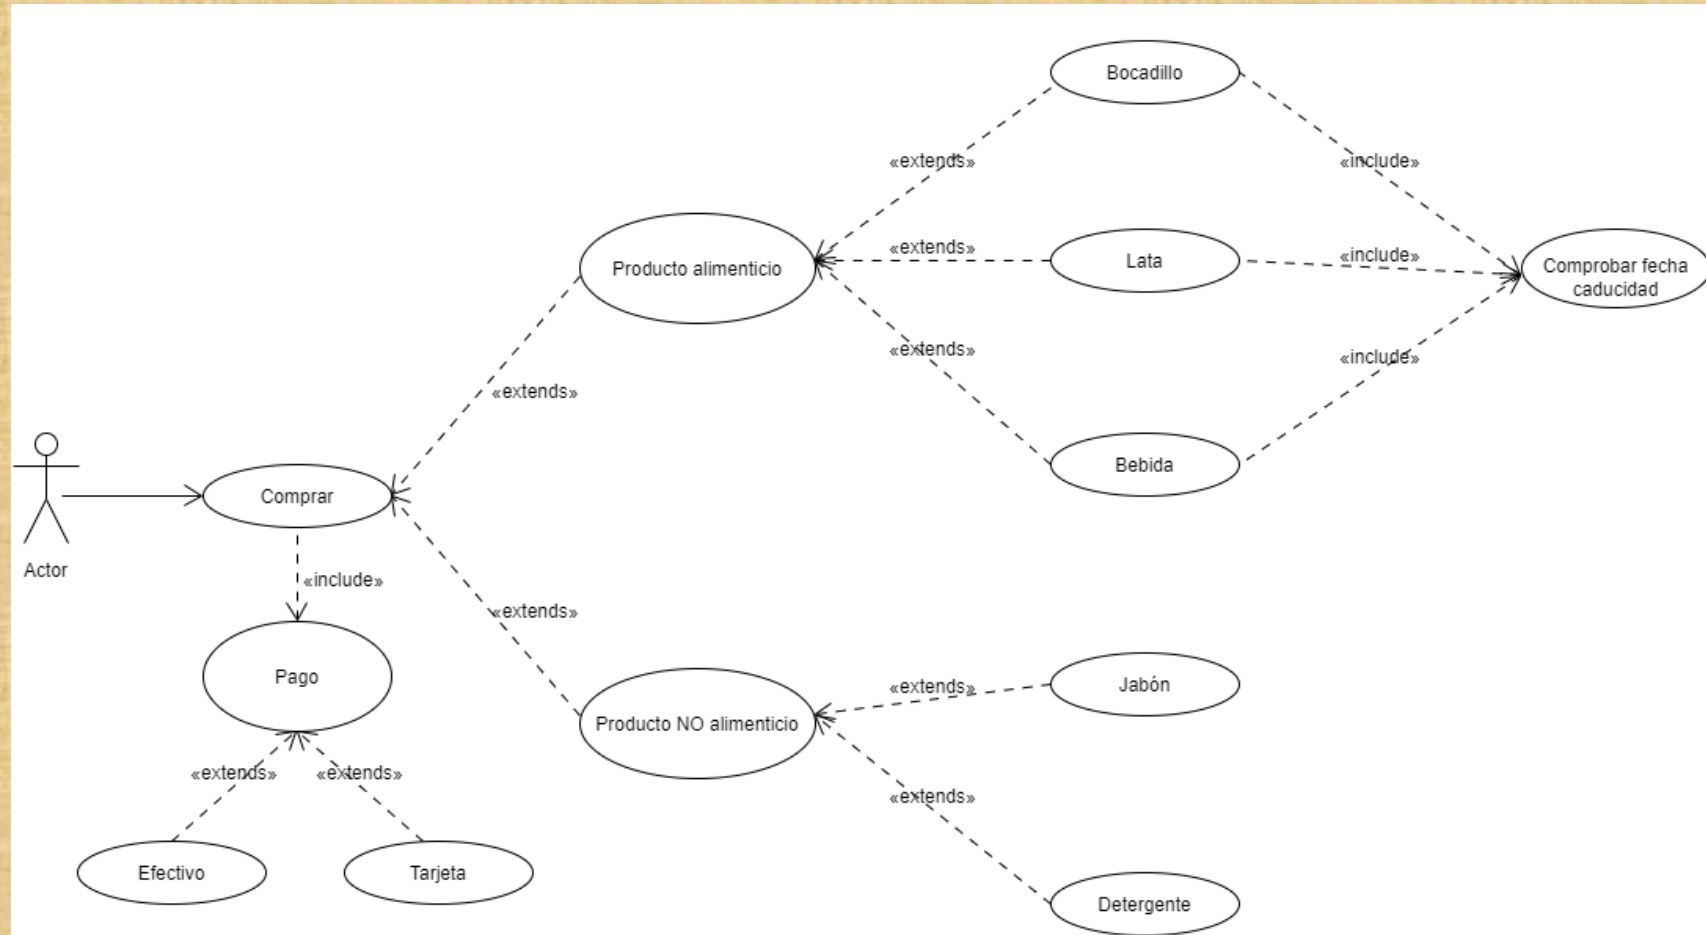 Bocadillo
«extends»
«include»
Producto alimenticio
«extends»
Lata
«include»
Comprobar fecha
caducidad
«extends»
«include»
«extends»
Bebida
Comprar
Actor
«include»
«extends»
Pago
«extends»
Jabón
Producto NO alimenticio
«extends»
«extends»
«extends»
Efectivo
Tarjeta
Detergente